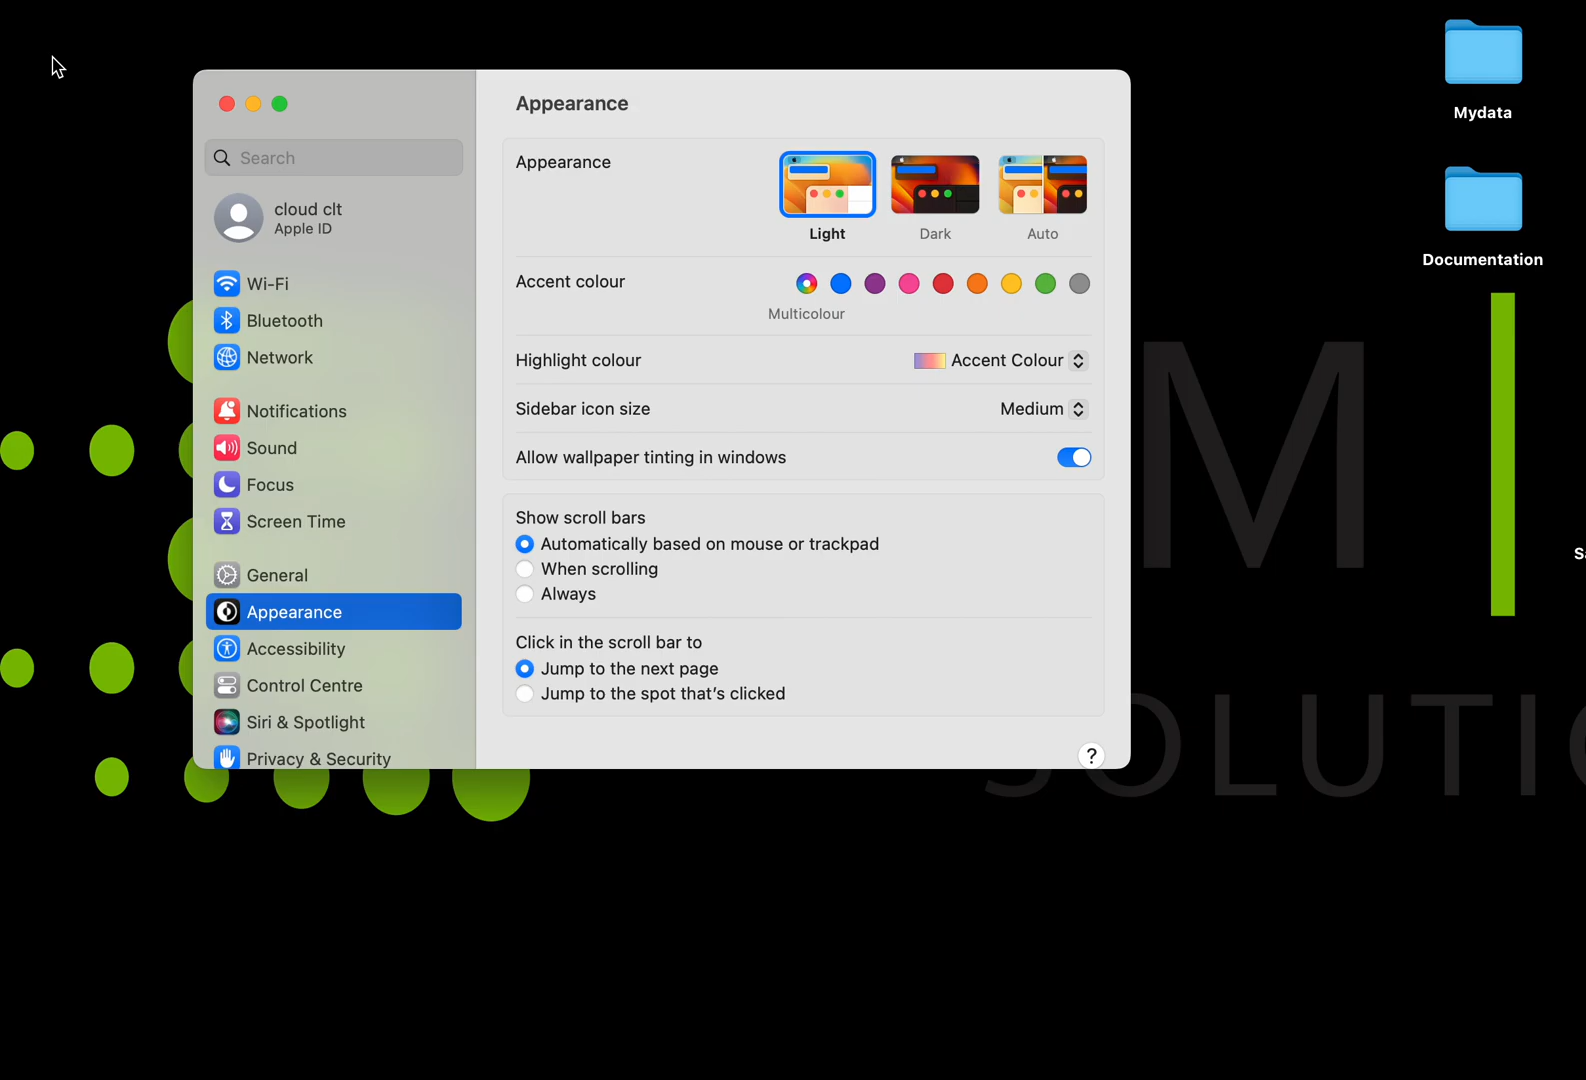 Appearance
Search
cloud clt
Apple ID
Wi-Fi
Bluetooth
Network
Notifications
Sound
Focus
Screen Time
General
Appearance
Accessibility
Control Centre
Siri & Spotlight
Privacy & Security
Appearance
Light
Dark
Auto
Accent colour
Multicolour
Highlight colour
Accent Colour
Sidebar icon size
Medium
Allow wallpaper tinting in windows
Show scroll bars
Automatically based on mouse or trackpad
When scrolling
Always
Click in the scroll bar to
Jump to the next page
Jump to the spot that's clicked
?
Mydata
Documentation
M
SOLUTI